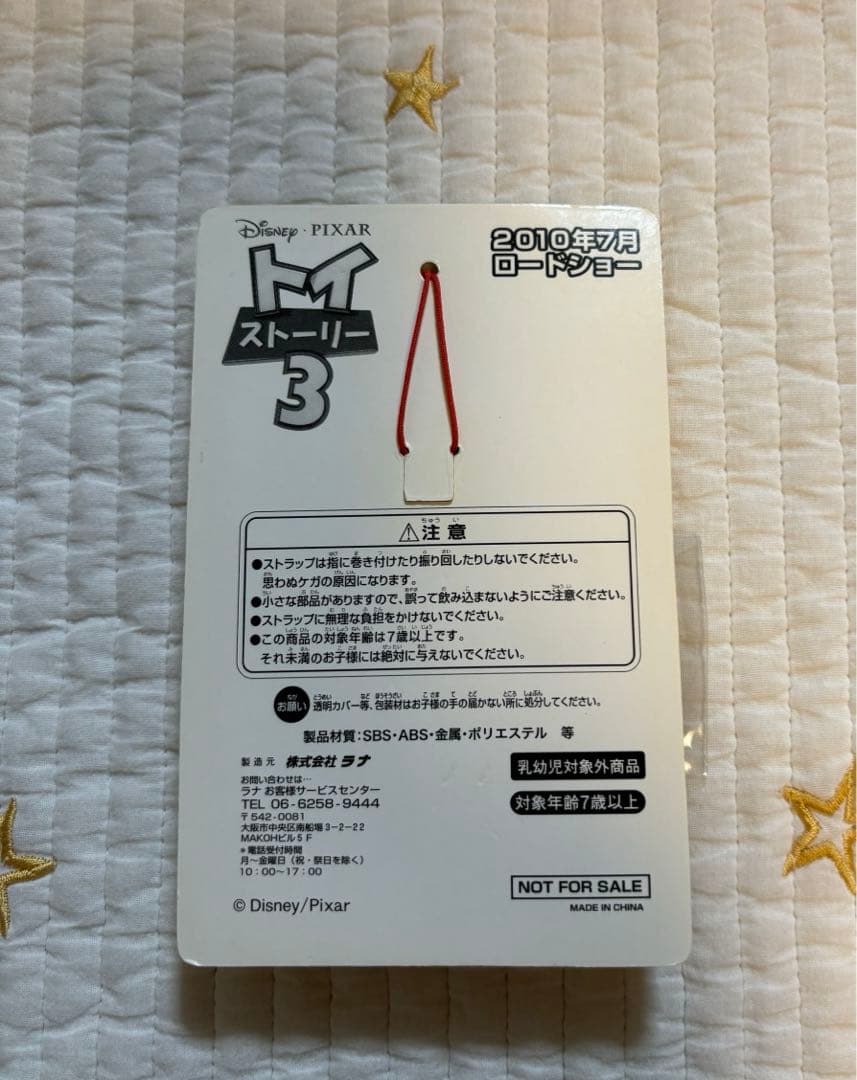 Disney・PIXAR
トイ
ストーリー
3
2010年7月
ロードショー
⚠注意
●ストラップは指に巻き付けたり振り回したりしないでください。
思わぬケガの原因になります。
●小さな部品がありますので、誤って飲み込まないようにご注意ください。
●ストラップに無理な負担をかけないでください。
●この商品の対象年齢は7歳以上です。
それ未満のお子様には絶対に与えないでください。
お願い 透明カバー等、包装材はお子様の手の届かない所に処分してください。
製品材質:SBS・ABS・金属・ポリエステル 等
製造元 株式会社 ラナ
お問い合わせは…
ラナ お客様サービスセンター
TEL 06-6258-9444
〒542-0081
大阪市中央区南船場3-2-22
MAKOHビル5F
*電話受付時間
月~金曜日(祝・祭日を除く)
10:00~17:00
© Disney/Pixar
乳幼児対象外商品
対象年齢7歳以上
NOT FOR SALE
MADE IN CHINA